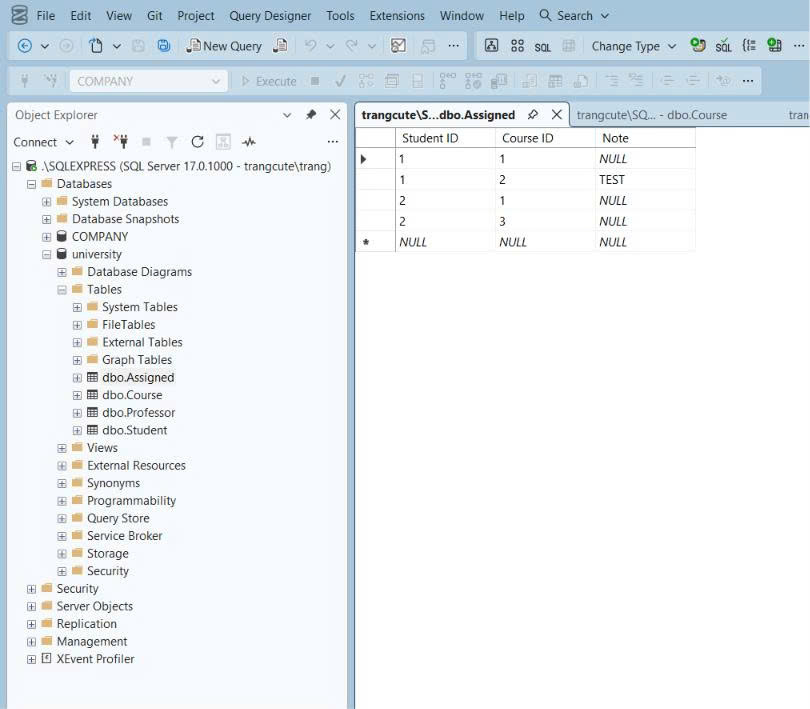 File Edit View Git Project Query Designer Tools Extensions Window Help Search
New Query SQL Change Type SQL
COMPANY Execute
Object Explorer
Connect
.\SQLEXPRESS (SQL Server 17.0.1000 - trangcute\trang)
Databases
System Databases
Database Snapshots
COMPANY
university
Database Diagrams
Tables
System Tables
FileTables
External Tables
Graph Tables
dbo.Assigned
dbo.Course
dbo.Professor
dbo.Student
Views
External Resources
Synonyms
Programmability
Query Store
Service Broker
Storage
Security
Security
Server Objects
Replication
Management
XEvent Profiler
trangcute\S...dbo.Assigned trangcute\SQ... - dbo.Course tran
Student ID Course ID Note
1 1 NULL
1 2 TEST
2 1 NULL
2 3 NULL
* NULL NULL NULL